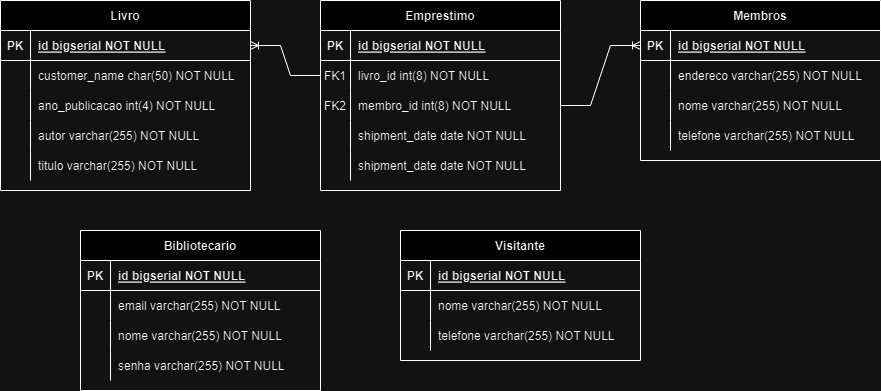 Livro
PK id bigserial NOT NULL
customer_name char(50) NOT NULL
ano_publicacao int(4) NOT NULL
autor varchar(255) NOT NULL
titulo varchar(255) NOT NULL
Emprestimo
PK id bigserial NOT NULL
FK1 livro_id int(8) NOT NULL
FK2 membro_id int(8) NOT NULL
shipment_date date NOT NULL
shipment_date date NOT NULL
Membros
PK id bigserial NOT NULL
endereco varchar(255) NOT NULL
nome varchar(255) NOT NULL
telefone varchar(255) NOT NULL
Bibliotecario
PK id bigserial NOT NULL
email varchar(255) NOT NULL
nome varchar(255) NOT NULL
senha varchar(255) NOT NULL
Visitante
PK id bigserial NOT NULL
nome varchar(255) NOT NULL
telefone varchar(255) NOT NULL